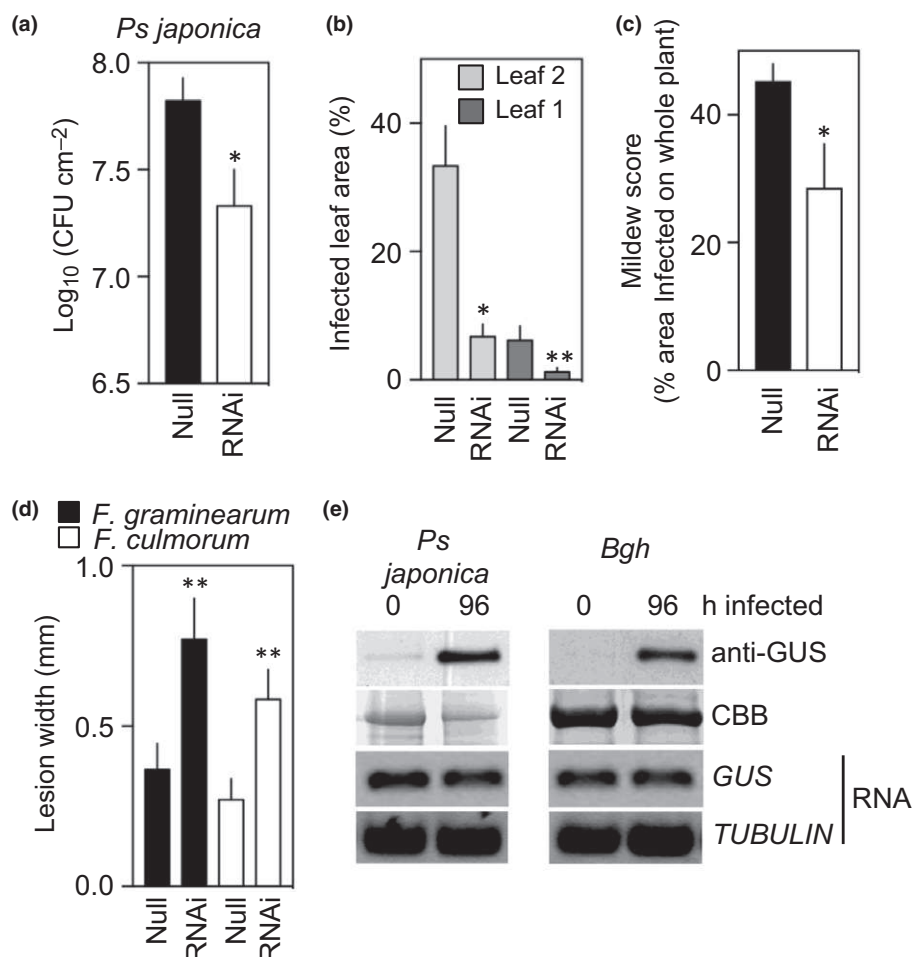 (a)
Ps japonica
Log₁₀ (CFU cm⁻²)
8.0
7.5
7.0
6.5
*
Null
RNAi
(b)
Infected leaf area (%)
40
20
0
Leaf 2
Leaf 1
*
**
Null
RNAi
Null
RNAi
(c)
Mildew score
(% area Infected on whole plant)
40
20
0
*
Null
RNAi
(d)
F. graminearum
F. culmorum
Lesion width (mm)
1.0
0.5
0.0
**
**
Null
RNAi
Null
RNAi
(e)
Ps
japonica
Bgh
0 96 0 96 h infected
anti-GUS
CBB
GUS
TUBULIN
RNA